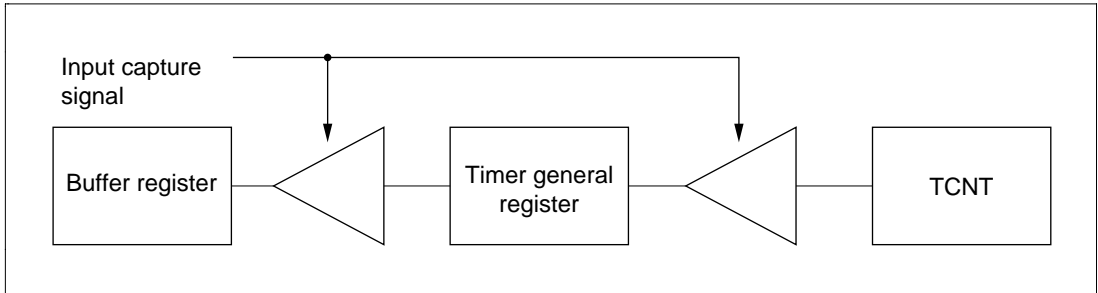 Input capture
signal
Buffer register
Timer general
register
TCNT